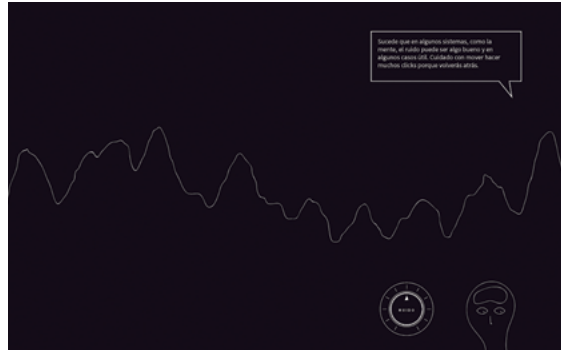 Sucede que en algunos sistemas, como la
mente, el ruido puede ser algo bueno y en
algunos casos útil. Cuidado con mover hacer
muchos clicks porque volverás atrás.
RUIDO